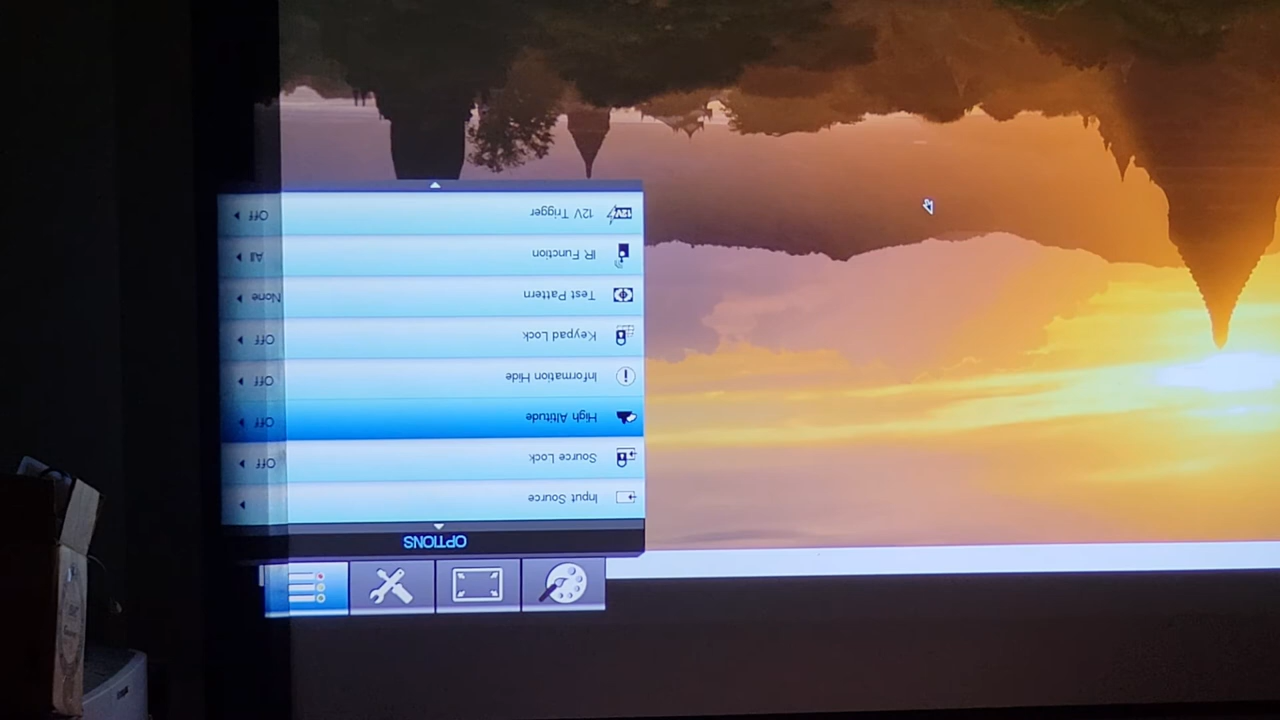 OPTIONS
Input Source
Source Lock Off
High Altitude Off
Information Hide Off
Keypad Lock Off
Test Pattern None
IR Function All
12V 12V Trigger Off